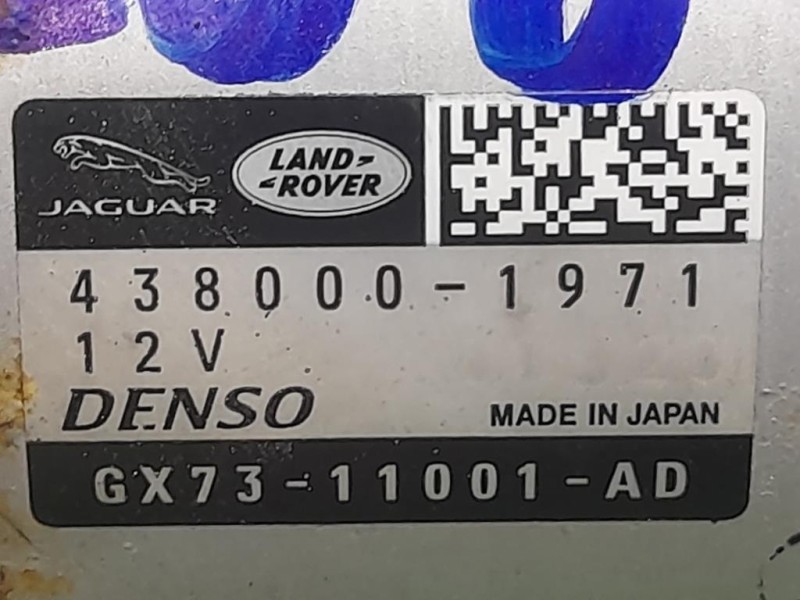 JAGUAR
LAND-
-ROVER
438000-1971
12V
DENSO
MADE IN JAPAN
GX73-11001-AD